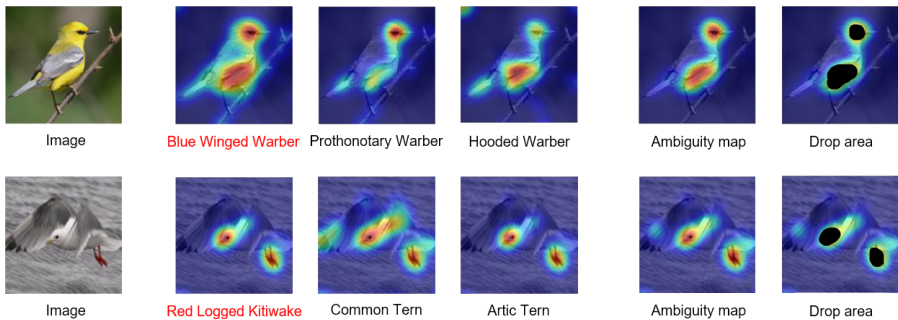 Image Blue Winged Warber Prothonotary Warber Hooded Warber Ambiguity map Drop area
Image Red Logged Kitiwake Common Tern Artic Tern Ambiguity map Drop area